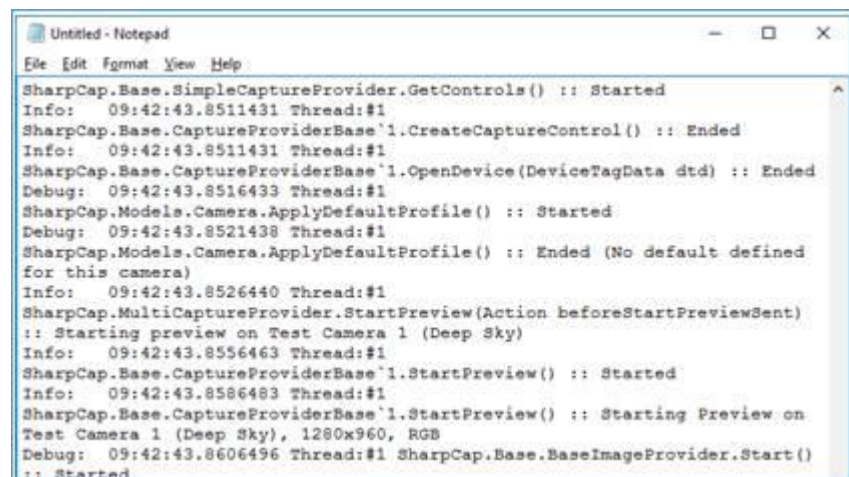 Untitled - Notepad
File Edit Format View Help
SharpCap.Base.SimpleCaptureProvider.GetControls() :: Started
Info: 09:42:43.8511431 Thread:#1
SharpCap.Base.CaptureProviderBase`1.CreateCaptureControl() :: Ended
Info: 09:42:43.8511431 Thread:#1
SharpCap.Base.CaptureProviderBase`1.OpenDevice(DeviceTagData dtd) :: Ended
Debug: 09:42:43.8516433 Thread:#1
SharpCap.Models.Camera.ApplyDefaultProfile() :: Started
Debug: 09:42:43.8521438 Thread:#1
SharpCap.Models.Camera.ApplyDefaultProfile() :: Ended (No default defined
for this camera)
Info: 09:42:43.8526440 Thread:#1
SharpCap.MultiCaptureProvider.StartPreview(Action beforeStartPreviewSent)
:: Starting preview on Test Camera 1 (Deep Sky)
Info: 09:42:43.8556463 Thread:#1
SharpCap.Base.CaptureProviderBase`1.StartPreview() :: Started
Info: 09:42:43.8586483 Thread:#1
SharpCap.Base.CaptureProviderBase`1.StartPreview() :: Starting Preview on
Test Camera 1 (Deep Sky), 1280x960, RGB
Debug: 09:42:43.8606496 Thread:#1 SharpCap.Base.BaseImageProvider.Start()
:: Started